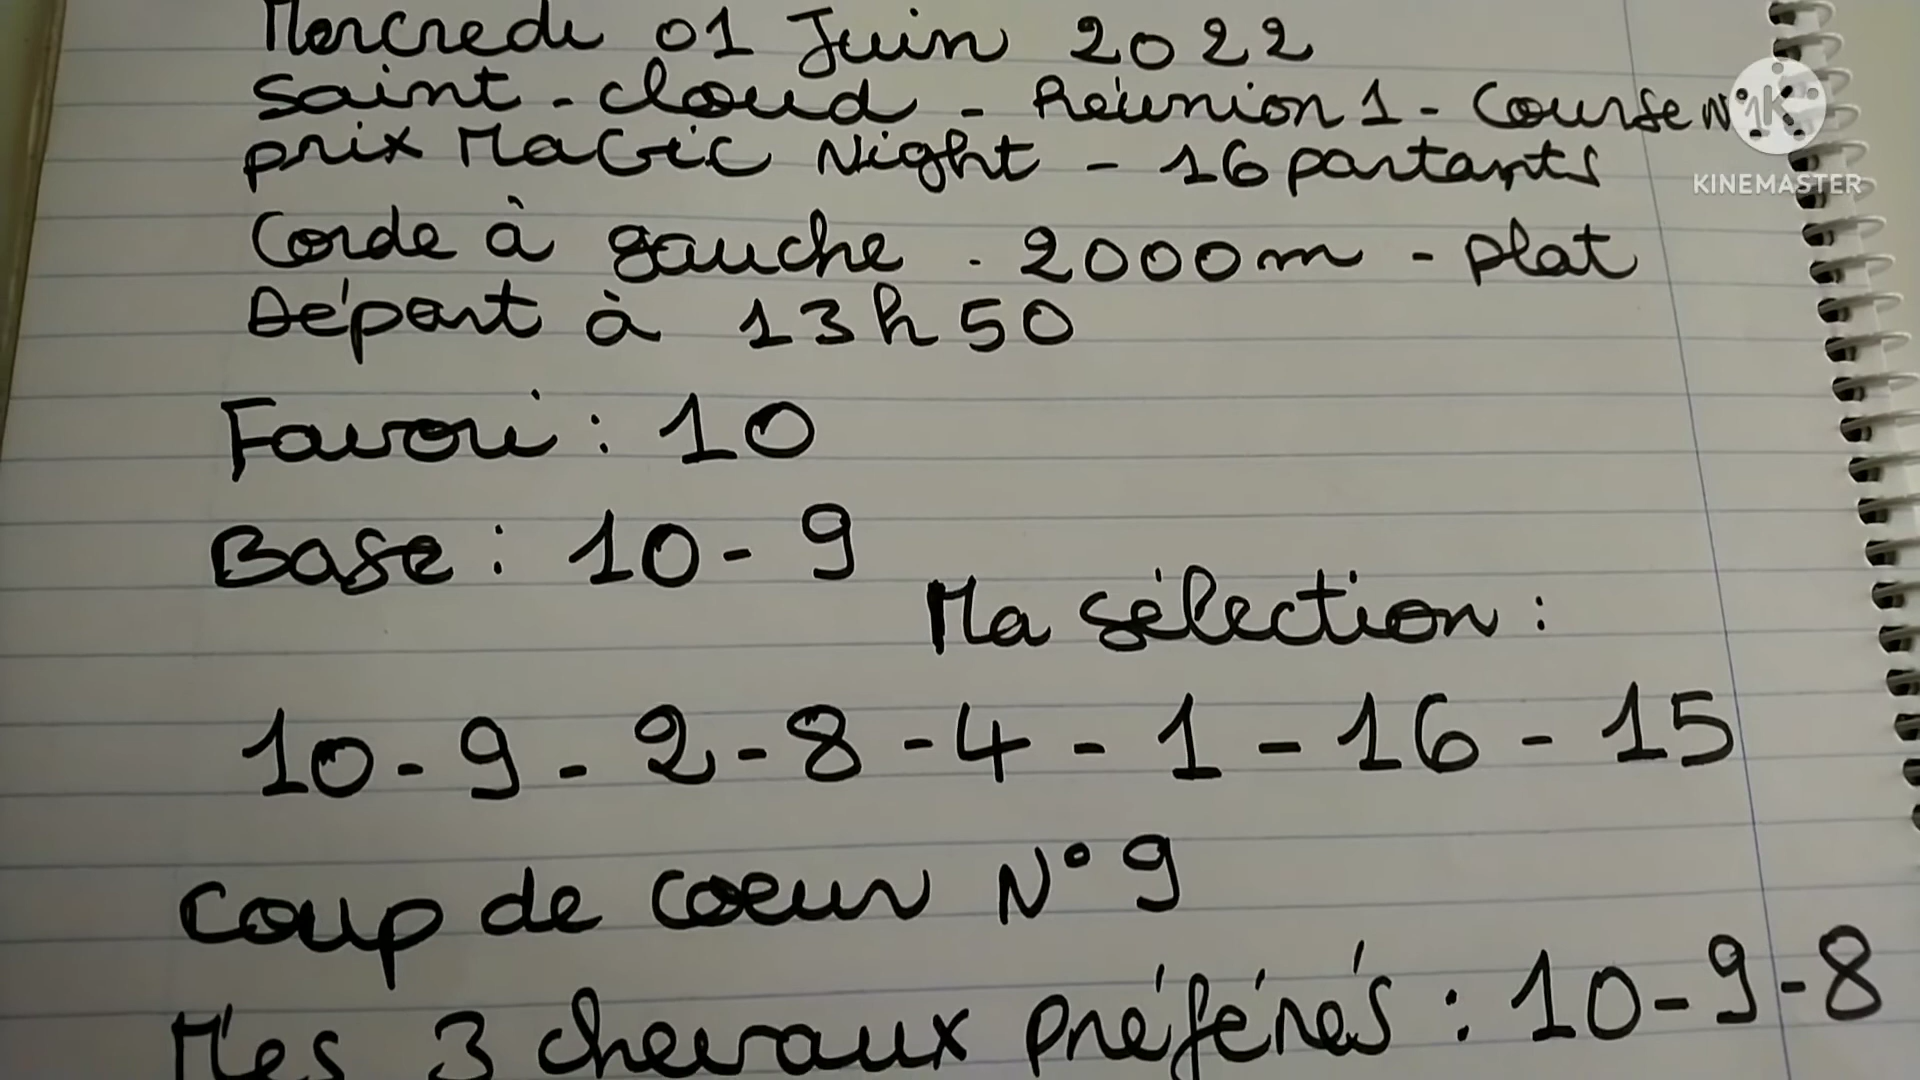 Mercredi 01 Juin 2022
Saint-cloud - Réunion 1 - Course N°1
prix MaGic Night - 16 partants
Corde à gauche - 2000m - plat
Départ à 13h50
Favori : 10
Base : 10 - 9
Ma sélection :
10 - 9 - 2 - 8 - 4 - 1 - 16 - 15
Coup de coeur N° 9
Mes 3 chevaux préférés : 10 - 9 - 8
KINEMASTER